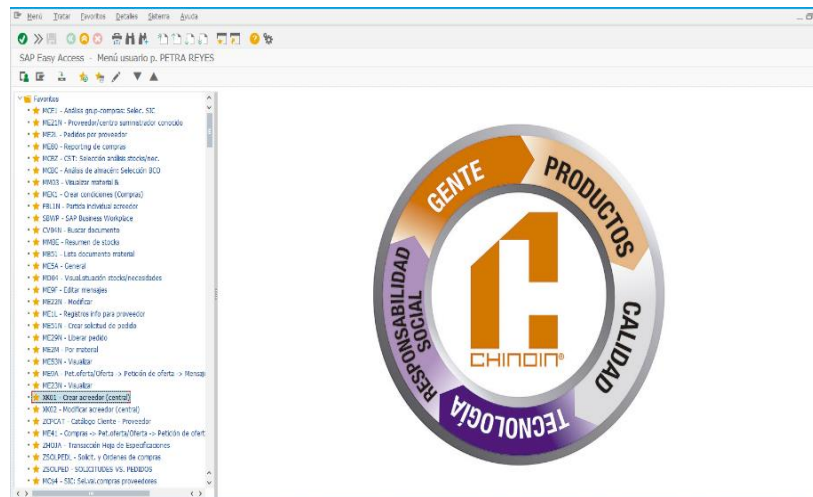 Menú Tratar Favoritos Detalles Sistema Ayuda
SAP Easy Access - Menú usuario p. PETRA REYES
Favoritos
MCE1 - Análisis grup-compras: Selec. SIC
ME21N - Proveedor/centro suministrador conocido
ME2L - Pedidos por proveedor
ME80 - Reporting de compras
MCBZ - CST: Selección análisis stocks/nec.
MCBC - Análisis de almacén: Selección BCO
MM03 - Visualizar material &
MEK1 - Crear condiciones (Compras)
FBL1N - Partida individual acreedor
SBWP - SAP Business Workplace
CV04N - Buscar documento
MMBE - Resumen de stocks
MB51 - Lista documento material
ME5A - General
MD04 - Visual.situación stocks/necesidades
ME9F - Editar mensajes
ME22N - Modificar
ME1L - Registros info para proveedor
ME51N - Crear solicitud de pedido
ME29N - Liberar pedido
ME2M - Por material
ME53N - Visualizar
ME9A - Pet.oferta/Oferta -> Petición de oferta -> Mensaj
ME23N - Visualizar
XK01 - Crear acreedor (central)
XK02 - Modificar acreedor (central)
ZCPCAT - Catálogo Cliente - Proveedor
ME41 - Compras -> Pet.oferta/Oferta -> Petición de ofert
ZHOJA - Transacción Hoja de Especificaciones
ZSOLPEDL - Solicit. y Ordenes de compras
ZSOLPED - SOLICITUDES VS. PEDIDOS
MC$4 - SIC: Sel.val.compras proveedores
GENTE
PRODUCTOS
CALIDAD
TECNOLOGÍA
RESPONSABILIDAD
SOCIAL
CHINOIN®